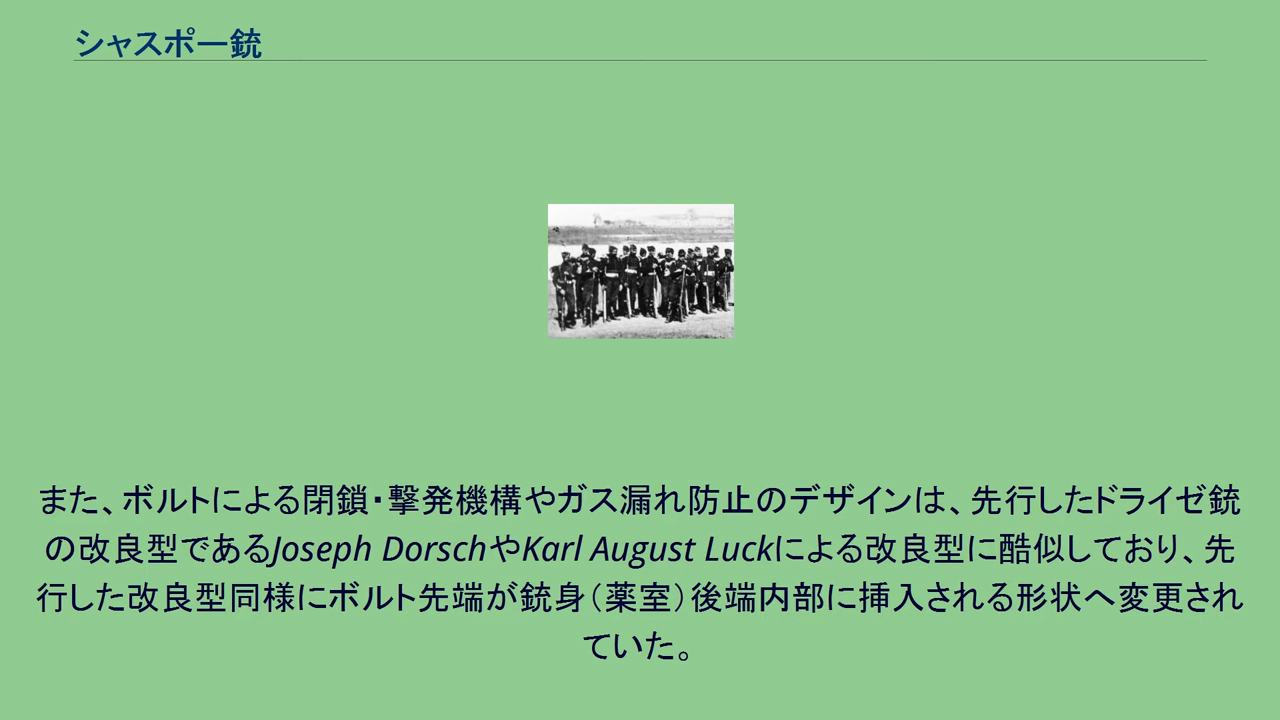 シャスポー銃
また、ボルトによる閉鎖・撃発機構やガス漏れ防止のデザインは、先行したドライゼ銃
の改良型であるJoseph DorschやKarl August Luckによる改良型に酷似しており、先
行した改良型同様にボルト先端が銃身（薬室）後端内部に挿入される形状へ変更され
ていた。